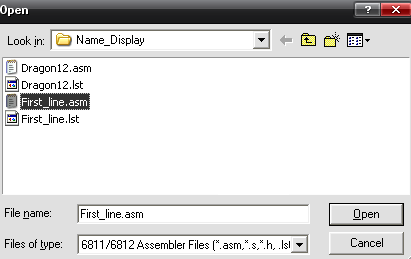 Open
Look in: Name_Display
Dragon12.asm
Dragon12.lst
First_line.asm
First_line.lst
File name: First_line.asm Open
Files of type: 6811/6812 Assembler Files (*.asm,*.s,*.h, .lst Cancel